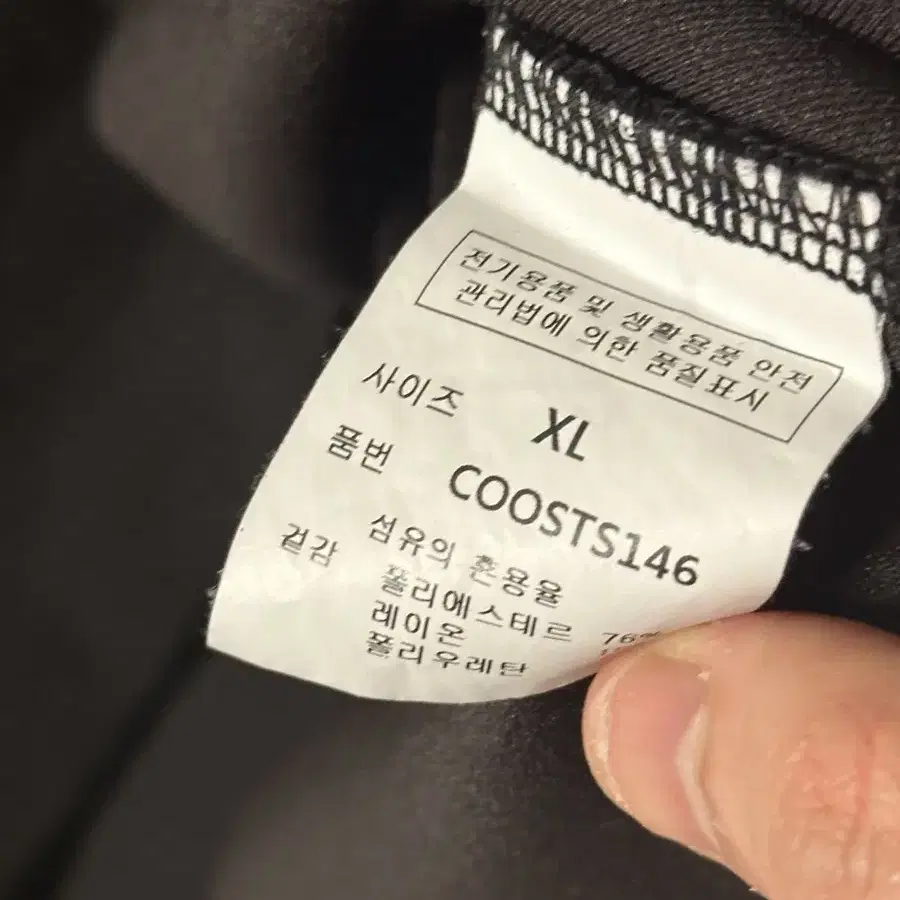 전기용품 및 생활용품 안전
관리법에 의한 품질표시
사이즈 XL
품번 COOSTS146
섬유의 혼용율
겉감 폴리에스테르 76%
레이온
폴리우레탄